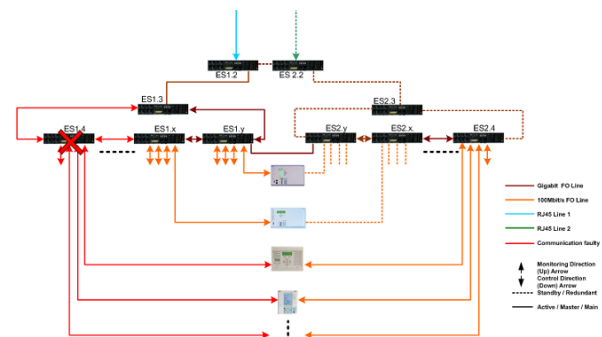 ES1.2
ES 2.2
ES1.3
ES2.3
ES1.4
ES1.x
ES1.y
ES2.y
ES2.x
ES2.4
Gigabit FO Line
100Mbit/s FO Line
RJ45 Line 1
RJ45 Line 2
Communication faulty
Monitoring Direction
(Up) Arrow
Control Direction
(Down) Arrow
Standby / Redundant
Active / Master / Main